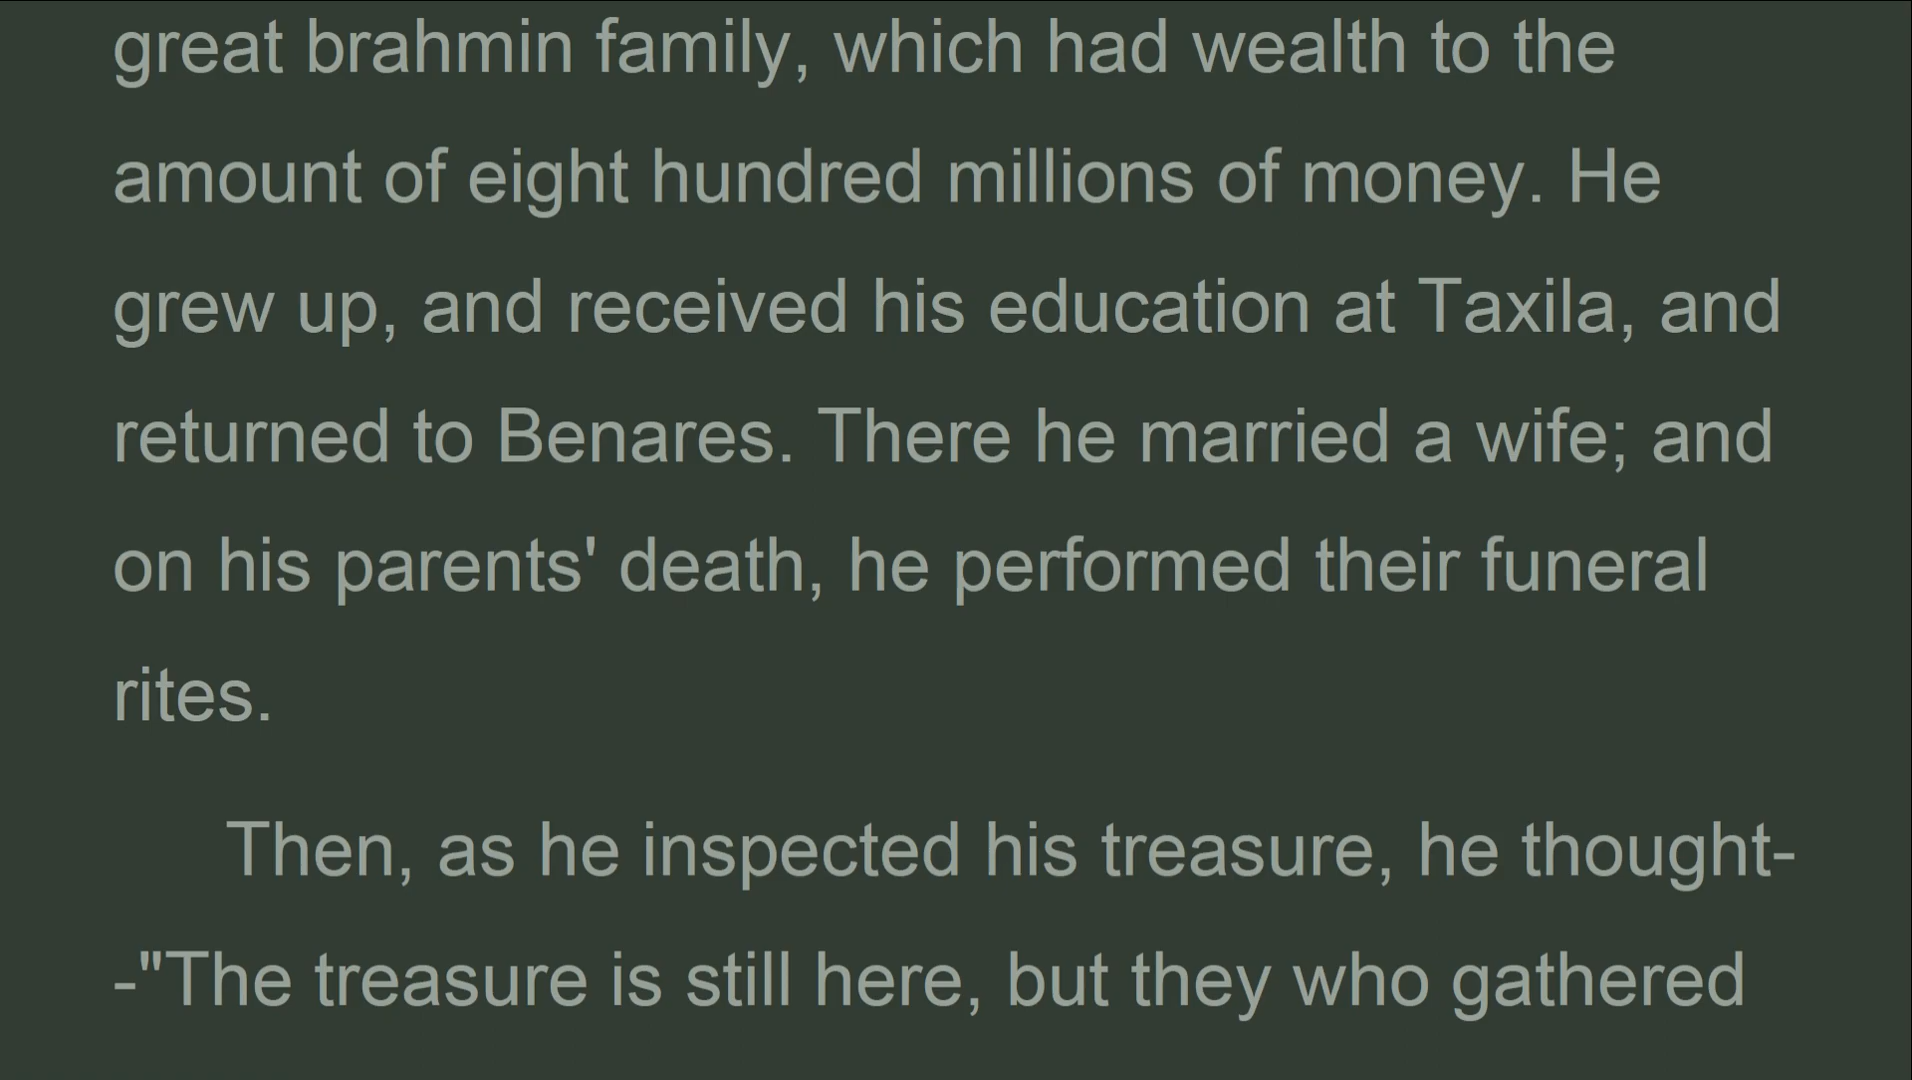 great brahmin family, which had wealth to the
amount of eight hundred millions of money. He
grew up, and received his education at Taxila, and
returned to Benares. There he married a wife; and
on his parents' death, he performed their funeral
rites.
Then, as he inspected his treasure, he thought-
-"The treasure is still here, but they who gathered